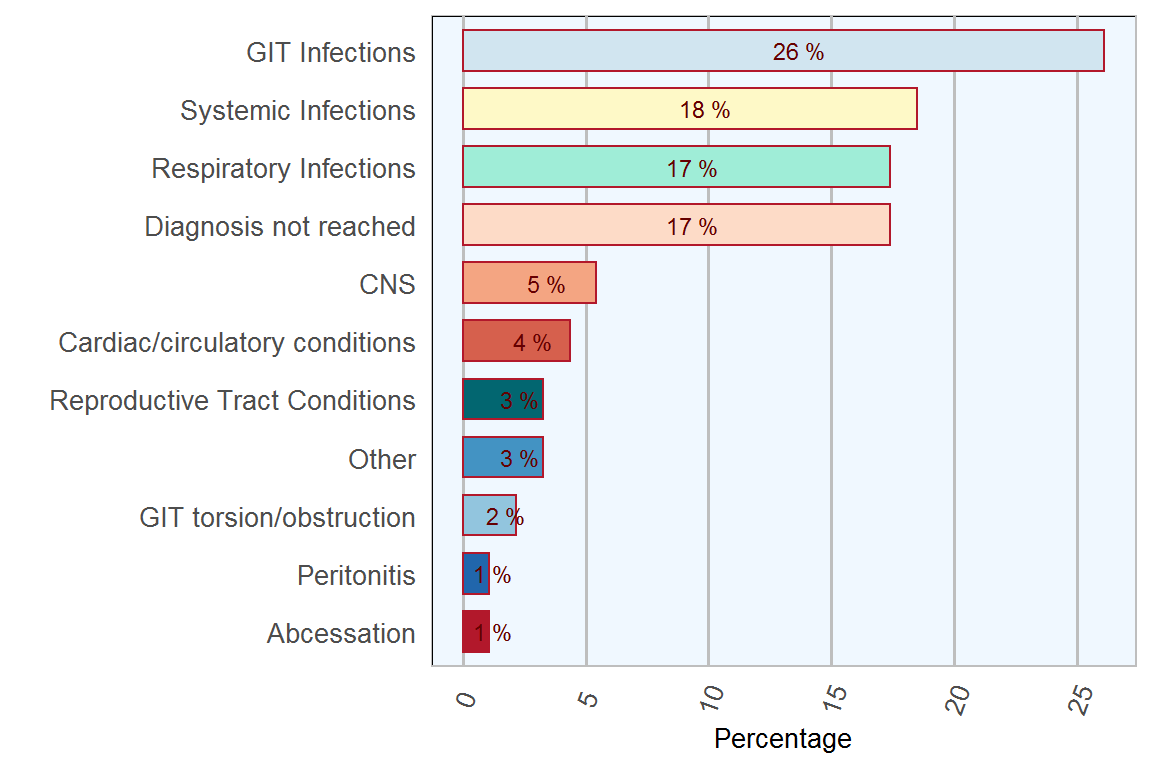 GIT Infections 26 %
Systemic Infections 18 %
Respiratory Infections 17 %
Diagnosis not reached 17 %
CNS 5 %
Cardiac/circulatory conditions 4 %
Reproductive Tract Conditions 3 %
Other 3 %
GIT torsion/obstruction 2 %
Peritonitis 1 %
Abcessation 1 %
0 5 10 15 20 25
Percentage